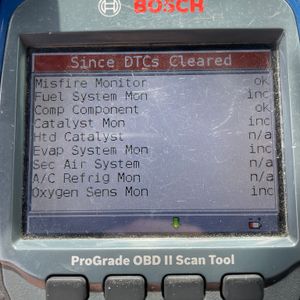 BOSCH
Since DTCs Cleared
Misfire Monitor ok
Fuel System Mon inc
Comp Component ok
Catalyst Mon inc
Htd Catalyst n/a
Evap System Mon inc
Sec Air System n/a
A/C Refrig Mon n/a
Oxygen Sens Mon inc
ProGrade OBD II Scan Tool